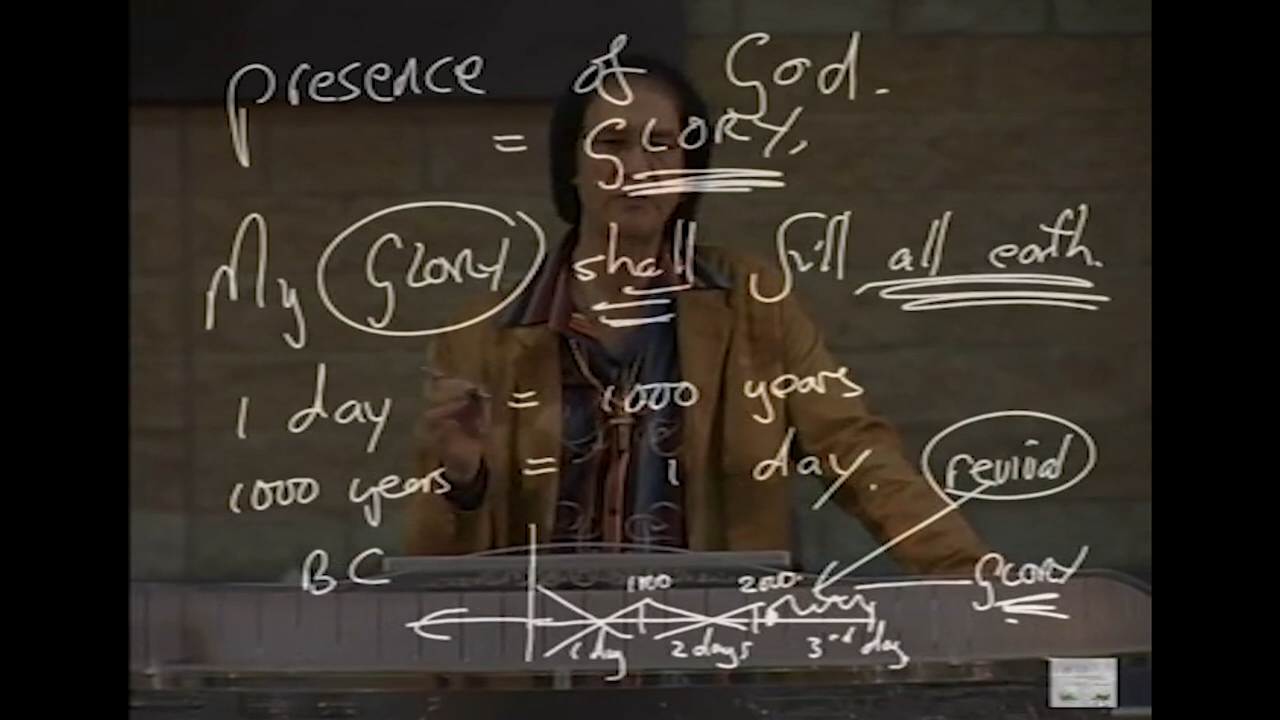 presence of God.
= GLORY,
My GLORY shall fill all earth.
1 day = 1000 years
1000 years = 1 day.
revival
BC
1000 2000
GLORY
1 day 2 days 3rd day